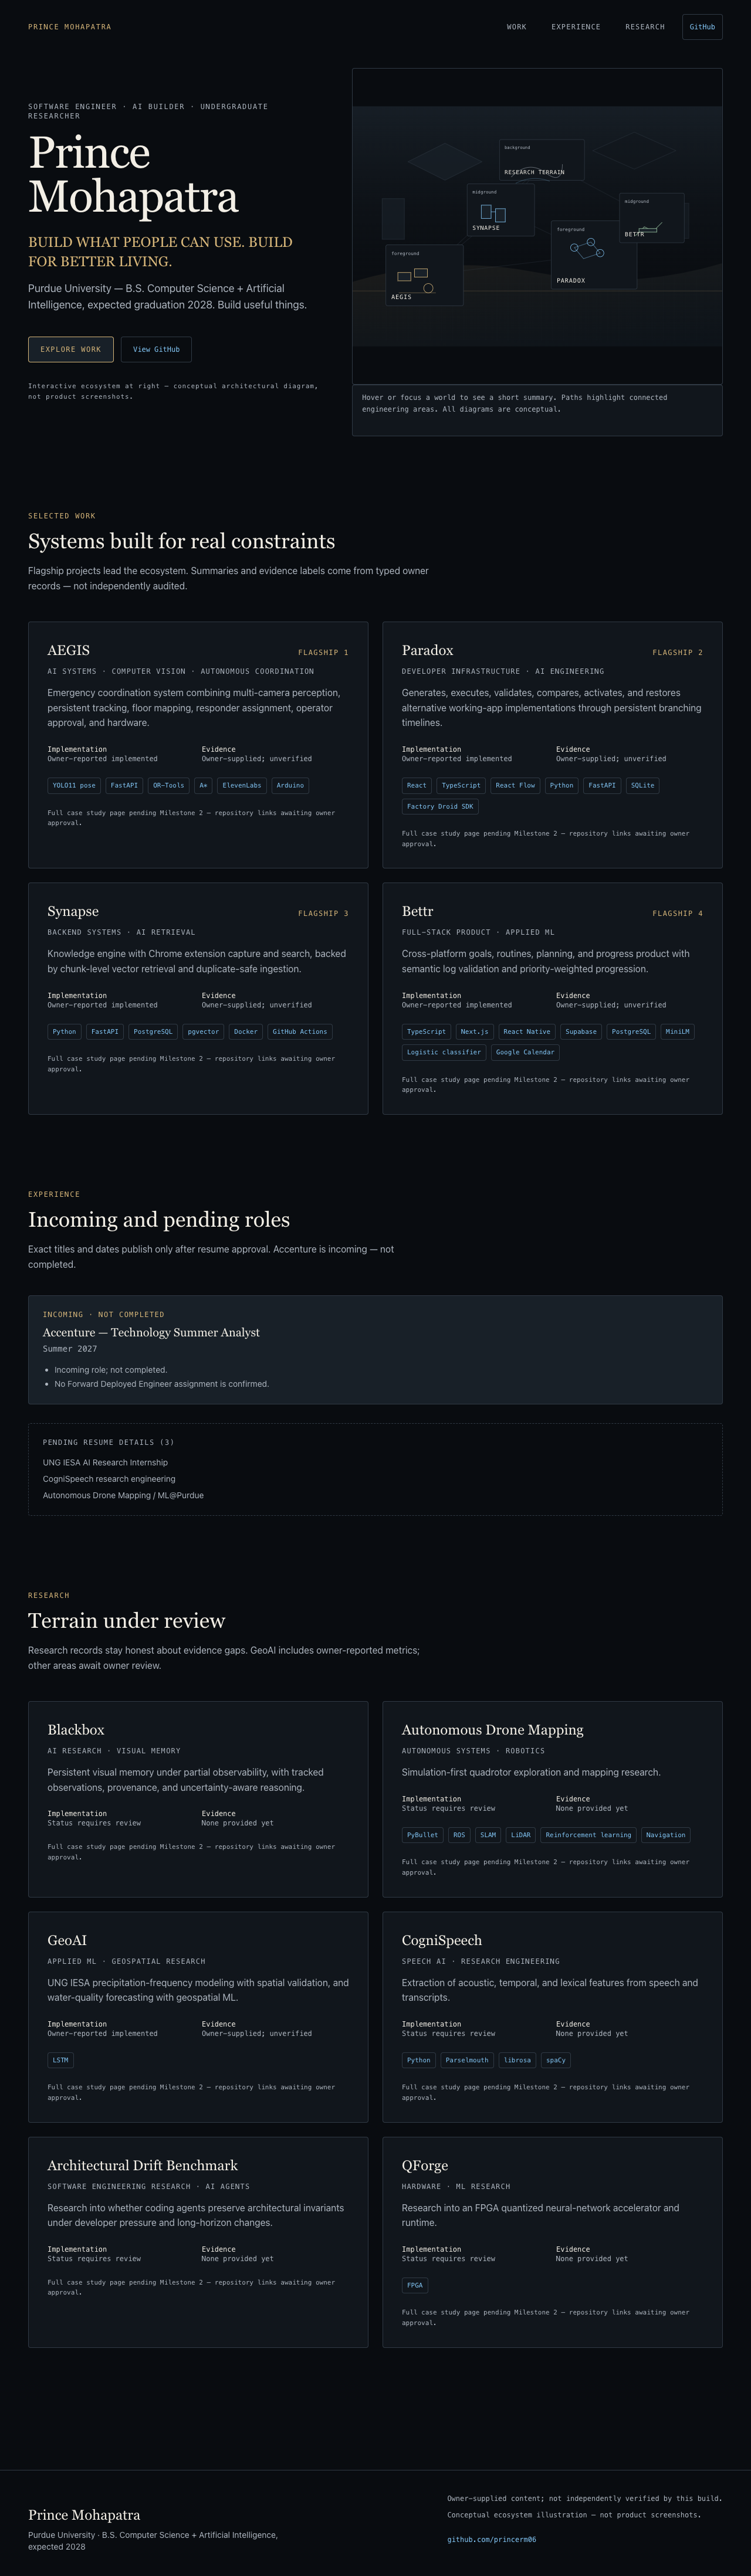 PRINCE MOHAPATRA
WORK
EXPERIENCE
RESEARCH
GitHub
SOFTWARE ENGINEER · AI BUILDER · UNDERGRADUATE
RESEARCHER
Prince
Mohapatra
BUILD WHAT PEOPLE CAN USE. BUILD
FOR BETTER LIVING.
Purdue University — B.S. Computer Science + Artificial
Intelligence, expected graduation 2028. Build useful things.
EXPLORE WORK
View GitHub
Interactive ecosystem at right — conceptual architectural diagram,
not product screenshots.
background
RESEARCH TERRAIN
midground
SYNAPSE
midground
BETTR
foreground
PARADOX
foreground
AEGIS
Hover or focus a world to see a short summary. Paths highlight connected
engineering areas. All diagrams are conceptual.
SELECTED WORK
Systems built for real constraints
Flagship projects lead the ecosystem. Summaries and evidence labels come from typed owner
records — not independently audited.
AEGIS
FLAGSHIP 1
AI SYSTEMS · COMPUTER VISION · AUTONOMOUS COORDINATION
Emergency coordination system combining multi-camera perception,
persistent tracking, floor mapping, responder assignment, operator
approval, and hardware.
Implementation
Owner-reported implemented
Evidence
Owner-supplied; unverified
YOLO11 pose
FastAPI
OR-Tools
A*
ElevenLabs
Arduino
Full case study page pending Milestone 2 — repository links awaiting owner
approval.
Paradox
FLAGSHIP 2
DEVELOPER INFRASTRUCTURE · AI ENGINEERING
Generates, executes, validates, compares, activates, and restores
alternative working-app implementations through persistent branching
timelines.
Implementation
Owner-reported implemented
Evidence
Owner-supplied; unverified
React
TypeScript
React Flow
Python
FastAPI
SQLite
Factory Droid SDK
Full case study page pending Milestone 2 — repository links awaiting owner
approval.
Synapse
FLAGSHIP 3
BACKEND SYSTEMS · AI RETRIEVAL
Knowledge engine with Chrome extension capture and search, backed
by chunk-level vector retrieval and duplicate-safe ingestion.
Implementation
Owner-reported implemented
Evidence
Owner-supplied; unverified
Python
FastAPI
PostgreSQL
pgvector
Docker
GitHub Actions
Full case study page pending Milestone 2 — repository links awaiting owner
approval.
Bettr
FLAGSHIP 4
FULL-STACK PRODUCT · APPLIED ML
Cross-platform goals, routines, planning, and progress product with
semantic log validation and priority-weighted progression.
Implementation
Owner-reported implemented
Evidence
Owner-supplied; unverified
TypeScript
Next.js
React Native
Supabase
PostgreSQL
MiniLM
Logistic classifier
Google Calendar
Full case study page pending Milestone 2 — repository links awaiting owner
approval.
EXPERIENCE
Incoming and pending roles
Exact titles and dates publish only after resume approval. Accenture is incoming — not
completed.
INCOMING · NOT COMPLETED
Accenture — Technology Summer Analyst
Summer 2027
• Incoming role; not completed.
• No Forward Deployed Engineer assignment is confirmed.
PENDING RESUME DETAILS (3)
UNG IESA AI Research Internship
CogniSpeech research engineering
Autonomous Drone Mapping / ML@Purdue
RESEARCH
Terrain under review
Research records stay honest about evidence gaps. GeoAI includes owner-reported metrics;
other areas await owner review.
Blackbox
AI RESEARCH · VISUAL MEMORY
Persistent visual memory under partial observability, with tracked
observations, provenance, and uncertainty-aware reasoning.
Implementation
Status requires review
Evidence
None provided yet
Full case study page pending Milestone 2 — repository links awaiting owner
approval.
Autonomous Drone Mapping
AUTONOMOUS SYSTEMS · ROBOTICS
Simulation-first quadrotor exploration and mapping research.
Implementation
Status requires review
Evidence
None provided yet
PyBullet
ROS
SLAM
LiDAR
Reinforcement learning
Navigation
Full case study page pending Milestone 2 — repository links awaiting owner
approval.
GeoAI
APPLIED ML · GEOSPATIAL RESEARCH
UNG IESA precipitation-frequency modeling with spatial validation, and
water-quality forecasting with geospatial ML.
Implementation
Owner-reported implemented
Evidence
Owner-supplied; unverified
LSTM
Full case study page pending Milestone 2 — repository links awaiting owner
approval.
CogniSpeech
SPEECH AI · RESEARCH ENGINEERING
Extraction of acoustic, temporal, and lexical features from speech and
transcripts.
Implementation
Status requires review
Evidence
None provided yet
Python
Parselmouth
librosa
spaCy
Full case study page pending Milestone 2 — repository links awaiting owner
approval.
Architectural Drift Benchmark
SOFTWARE ENGINEERING RESEARCH · AI AGENTS
Research into whether coding agents preserve architectural invariants
under developer pressure and long-horizon changes.
Implementation
Status requires review
Evidence
None provided yet
Full case study page pending Milestone 2 — repository links awaiting owner
approval.
QForge
HARDWARE · ML RESEARCH
Research into an FPGA quantized neural-network accelerator and
runtime.
Implementation
Status requires review
Evidence
None provided yet
FPGA
Full case study page pending Milestone 2 — repository links awaiting owner
approval.
Prince Mohapatra
Purdue University · B.S. Computer Science + Artificial Intelligence,
expected 2028
Owner-supplied content; not independently verified by this build.
Conceptual ecosystem illustration — not product screenshots.
github.com/princerm06